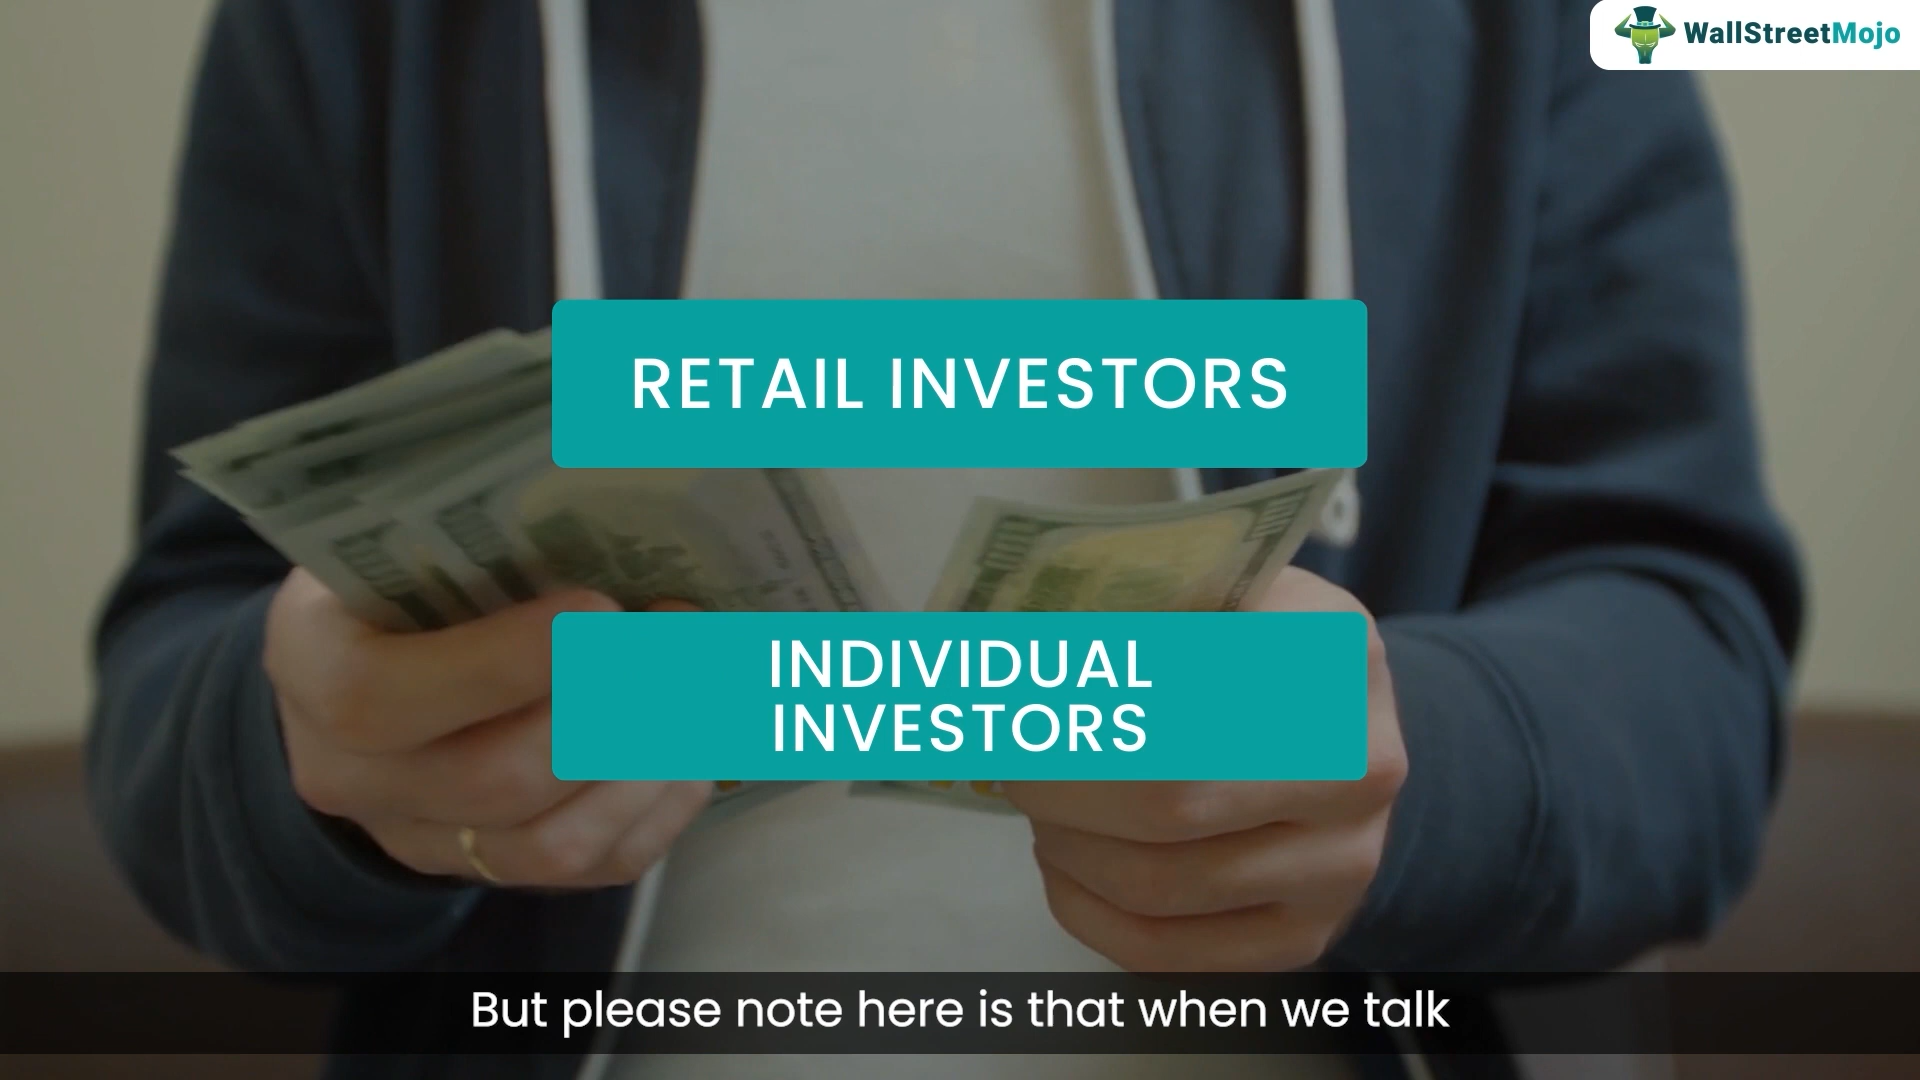 WallStreetMojo
RETAIL INVESTORS
INDIVIDUAL
INVESTORS
But please note here is that when we talk